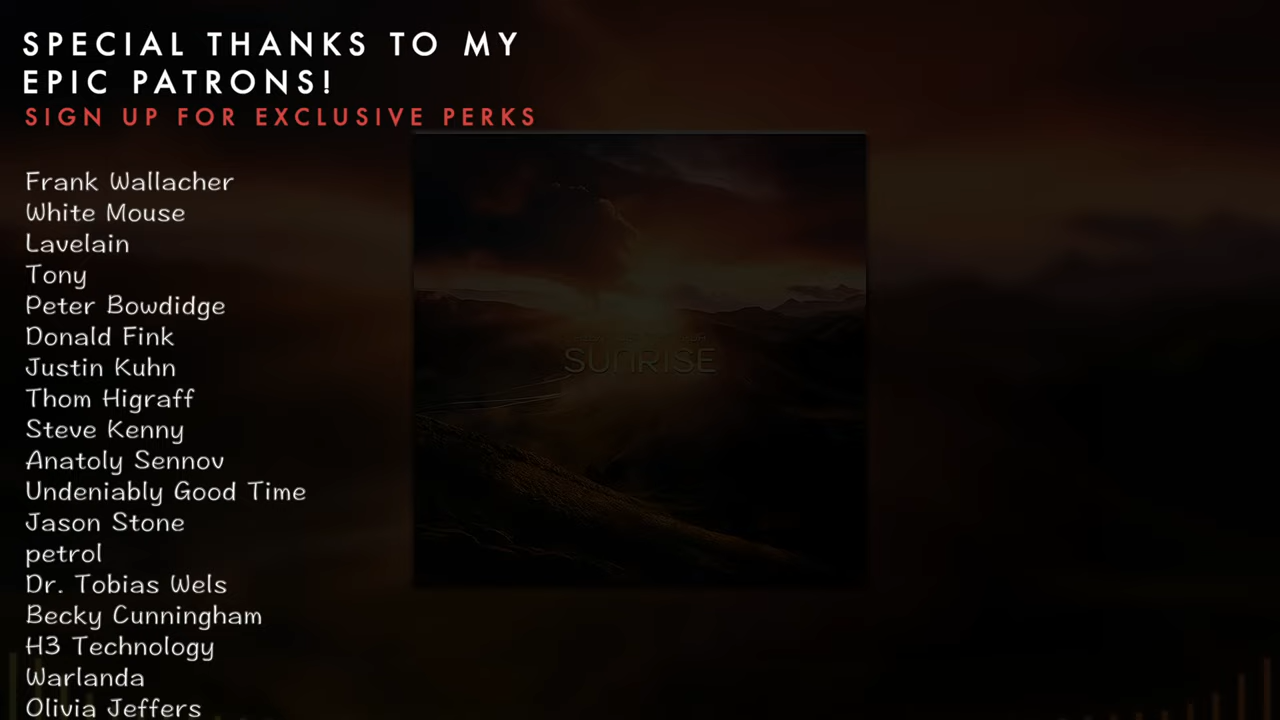 SPECIAL THANKS TO MY
EPIC PATRONS!
SIGN UP FOR EXCLUSIVE PERKS
Frank Wallacher
White Mouse
Lavelain
Tony
Peter Bowdidge
Donald Fink
Justin Kuhn
Thom Higraff
Steve Kenny
Anatoly Sennov
Undeniably Good Time
Jason Stone
petrol
Dr. Tobias Wels
Becky Cunningham
H3 Technology
Warlanda
Olivia Jeffers
SUNRISE